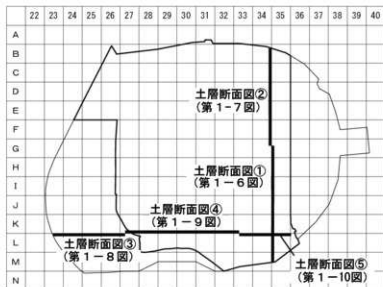 22 23 24 25 26 27 28 29 30 31 32 33 34 35 36 37 38 39 40
A
B
C
土層断面図②
D
(第1-7図)
E
F
G
H
土層断面図①
I
(第1-6図)
J
土層断面図④
K
(第1-9図)
L
土層断面図③
土層断面図⑤
M
(第1-8図)
(第1-10図)
N